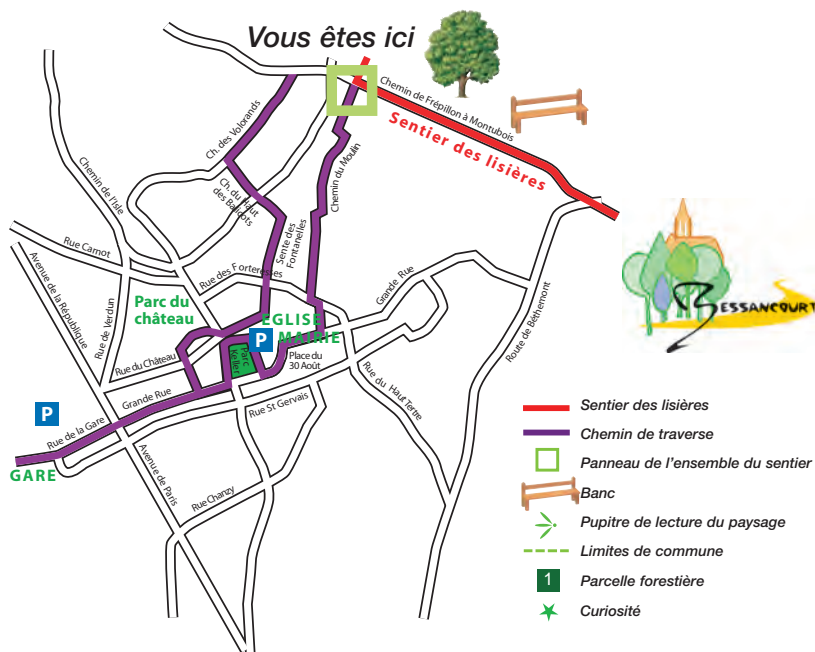 Vous êtes ici
Chemin de Frépillon à Montubois
Sentier des lisières
Ch. des Volorands
Chemin du Moulin
Chemin de l'Isle
Ch. du Haut
des Balicots
Sente des
Fontanelles
Rue Carnot
Avenue de la République
Rue des Forteresses
Grande Rue
Route de Béthemont
BESSANCOURT
Parc du
château
Rue de Verdun
EGLISE
P
MAIRIE
Parc
Keller
Place du
30 Août
Rue du Château
Grande Rue
Rue du Haut Tertre
Rue St Gervais
P
Rue de la Gare
GARE
Avenue de Paris
Rue Chanzy
Sentier des lisières
Chemin de traverse
Panneau de l'ensemble du sentier
Banc
Pupitre de lecture du paysage
Limites de commune
1
Parcelle forestière
Curiosité